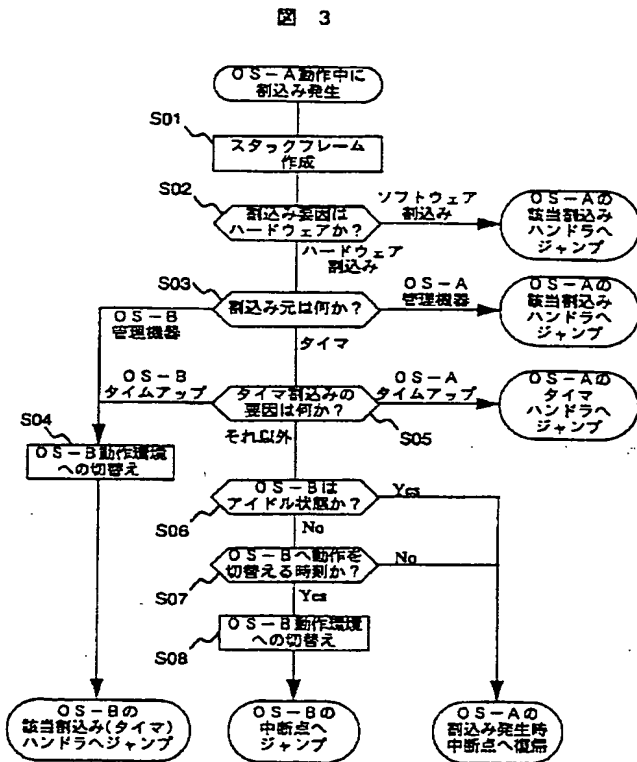 図 3
OS-A動作中に
割込み発生
S01
スタックフレーム
作成
S02
割込み要因は
ハードウェアか？
ソフトウェア
割込み
OS-Aの
該当割込み
ハンドラへ
ジャンプ
ハードウェア
割込み
S03
割込み元は何か？
OS-A
管理機器
OS-Aの
該当割込み
ハンドラへ
ジャンプ
OS-B
管理機器
タイマ
OS-B
タイムアップ
タイマ割込みの
要因は何か？
OS-A
タイムアップ
S05
OS-Aの
タイマ
ハンドラへ
ジャンプ
S04
OS-B動作環境
への切替え
それ以外
OS-Bは
アイドル状態か？
Yes
S06
No
OS-Bへ動作を
切替える時刻か？
No
S07
Yes
OS-B動作環境
への切替え
S08
OS-Bの
該当割込み(タイマ)
ハンドラへジャンプ
OS-Bの
中断点へ
ジャンプ
OS-Aの
割込み発生時
中断点へ復帰